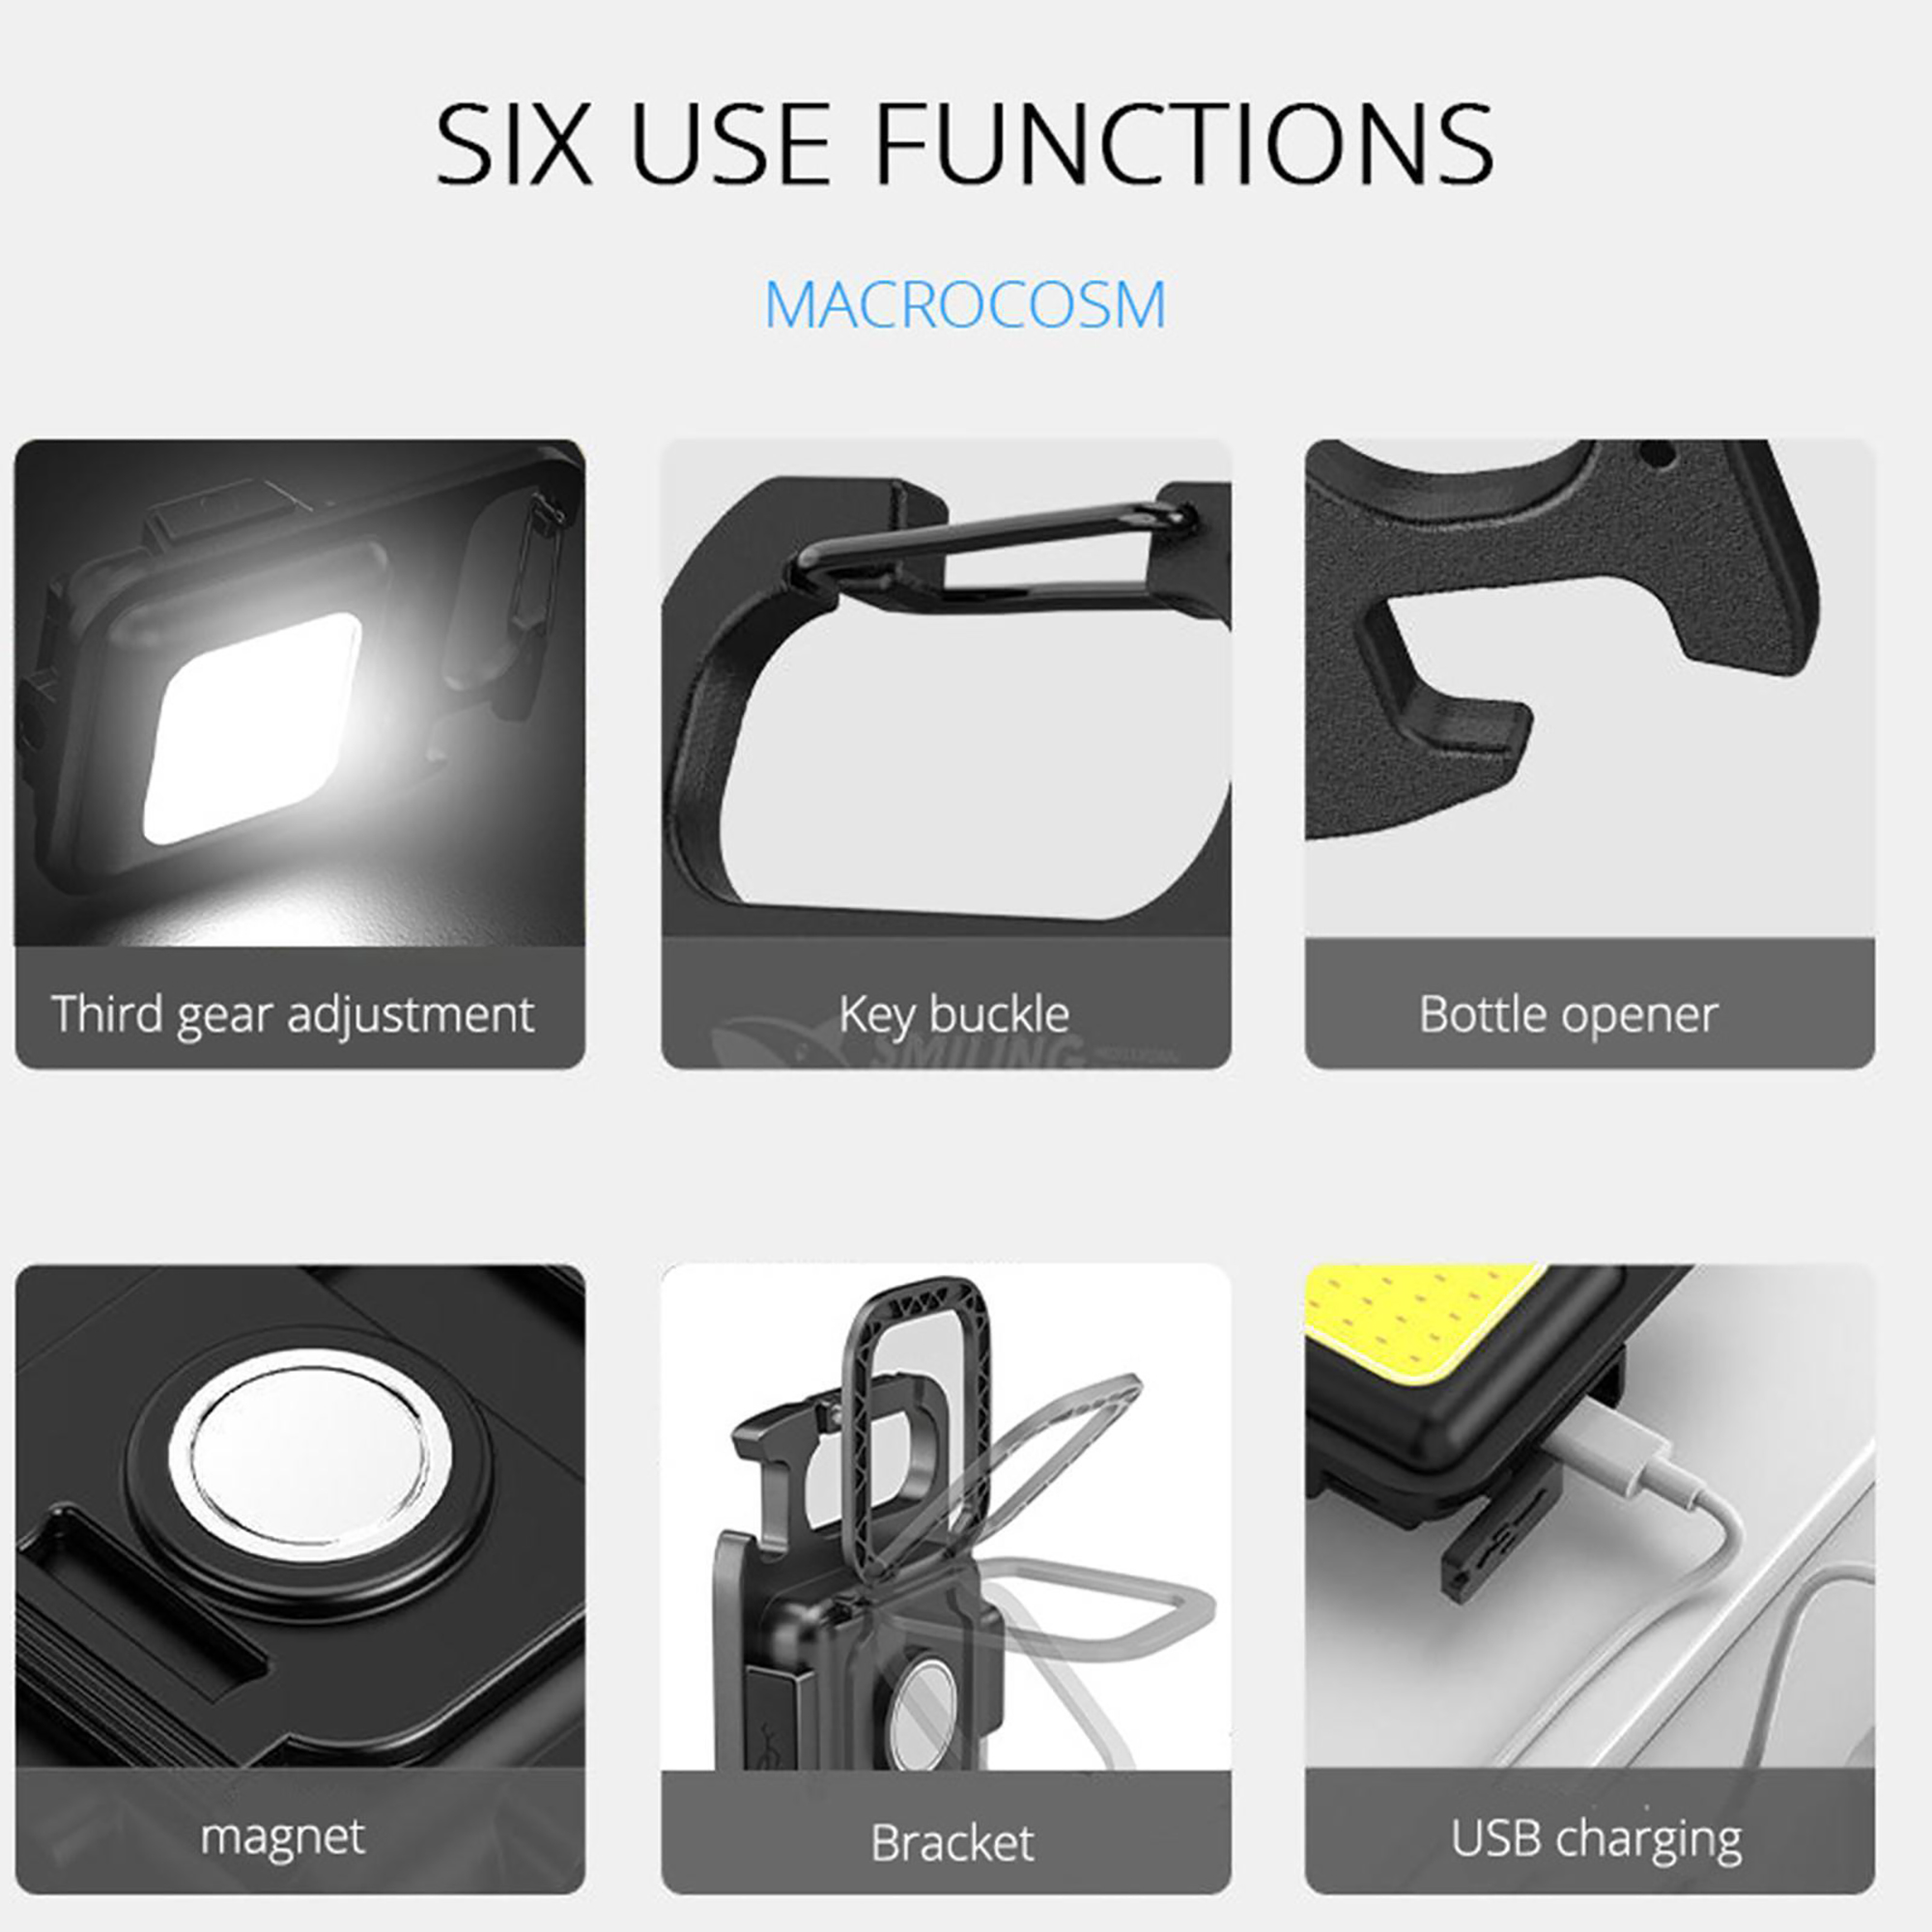 SIX USE FUNCTIONS
MACROCOSM
Third gear adjustment
Key buckle
Bottle opener
SMILING
magnet
Bracket
USB charging